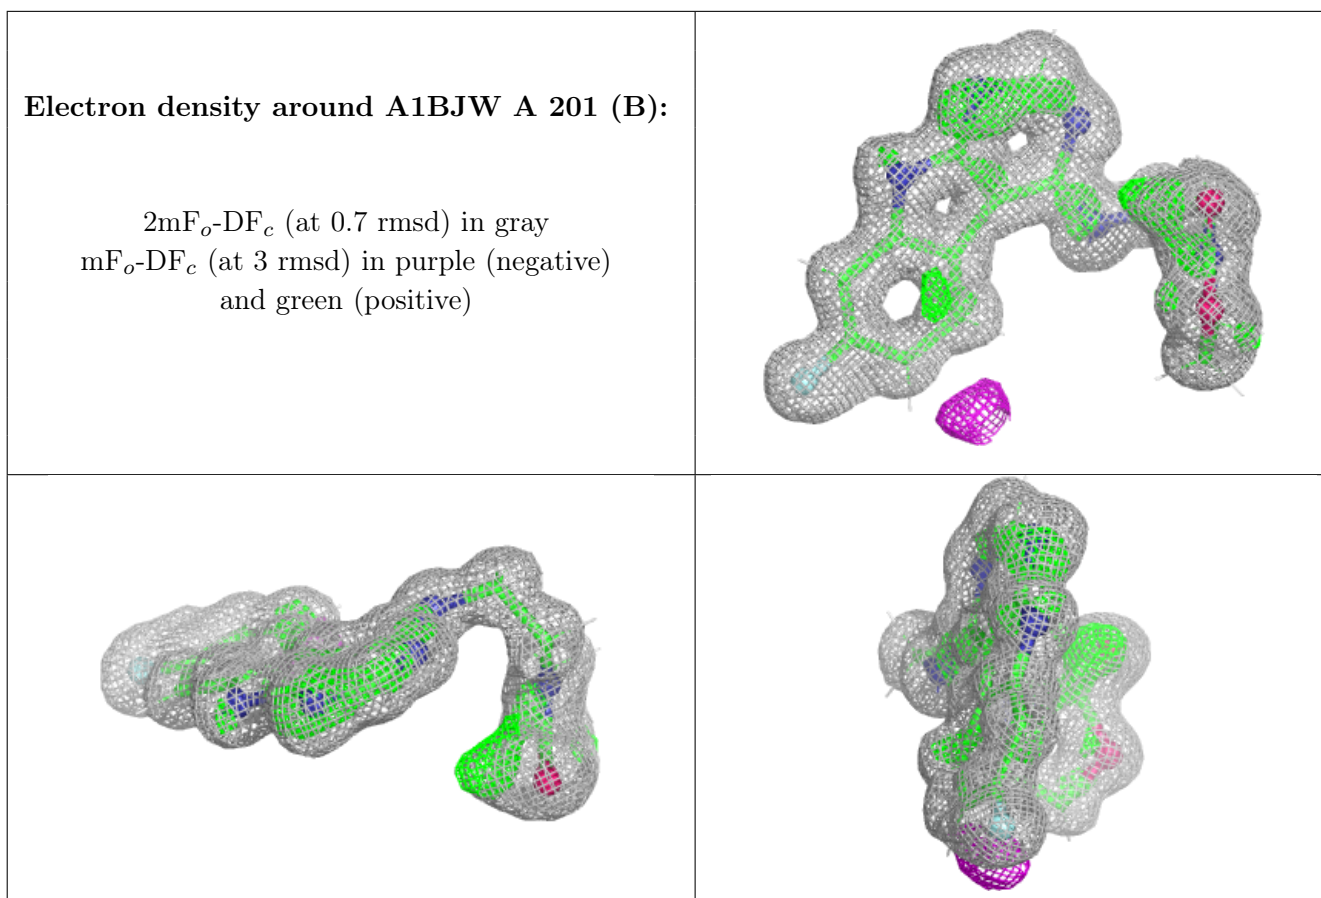 Electron density around A1BJW A 201 (B):
2mFₒ-DF𝒸 (at 0.7 rmsd) in gray
mFₒ-DF𝒸 (at 3 rmsd) in purple (negative)
and green (positive)